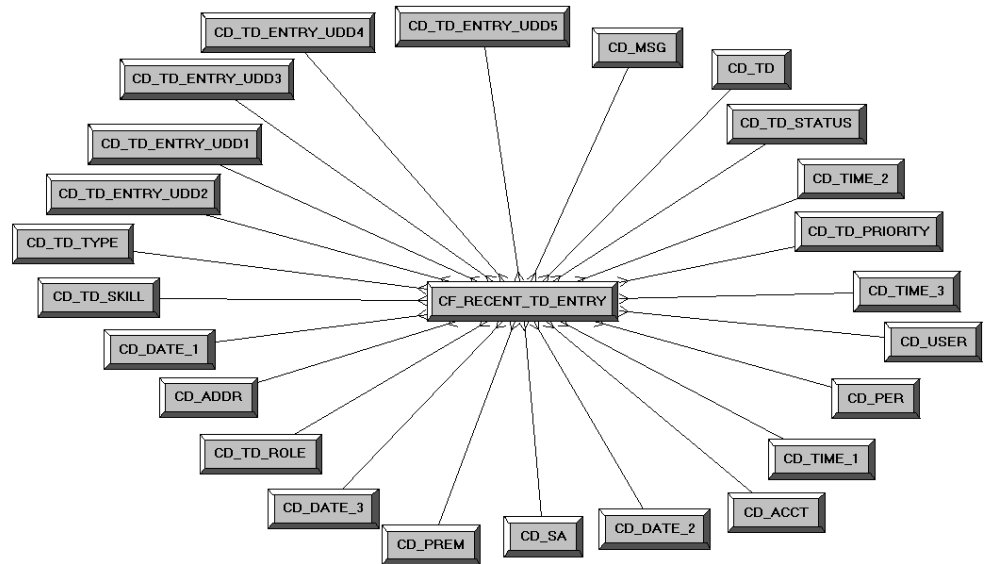 CD_TD_ENTRY_UDD4
CD_TD_ENTRY_UDD5
CD_MSG
CD_TD_ENTRY_UDD3
CD_TD
CD_TD_STATUS
CD_TD_ENTRY_UDD1
CD_TIME_2
CD_TD_ENTRY_UDD2
CD_TD_PRIORITY
CD_TD_TYPE
CD_TD_SKILL
CF_RECENT_TD_ENTRY
CD_TIME_3
CD_USER
CD_DATE_1
CD_ADDR
CD_PER
CD_TD_ROLE
CD_TIME_1
CD_DATE_3
CD_ACCT
CD_PREM
CD_SA
CD_DATE_2